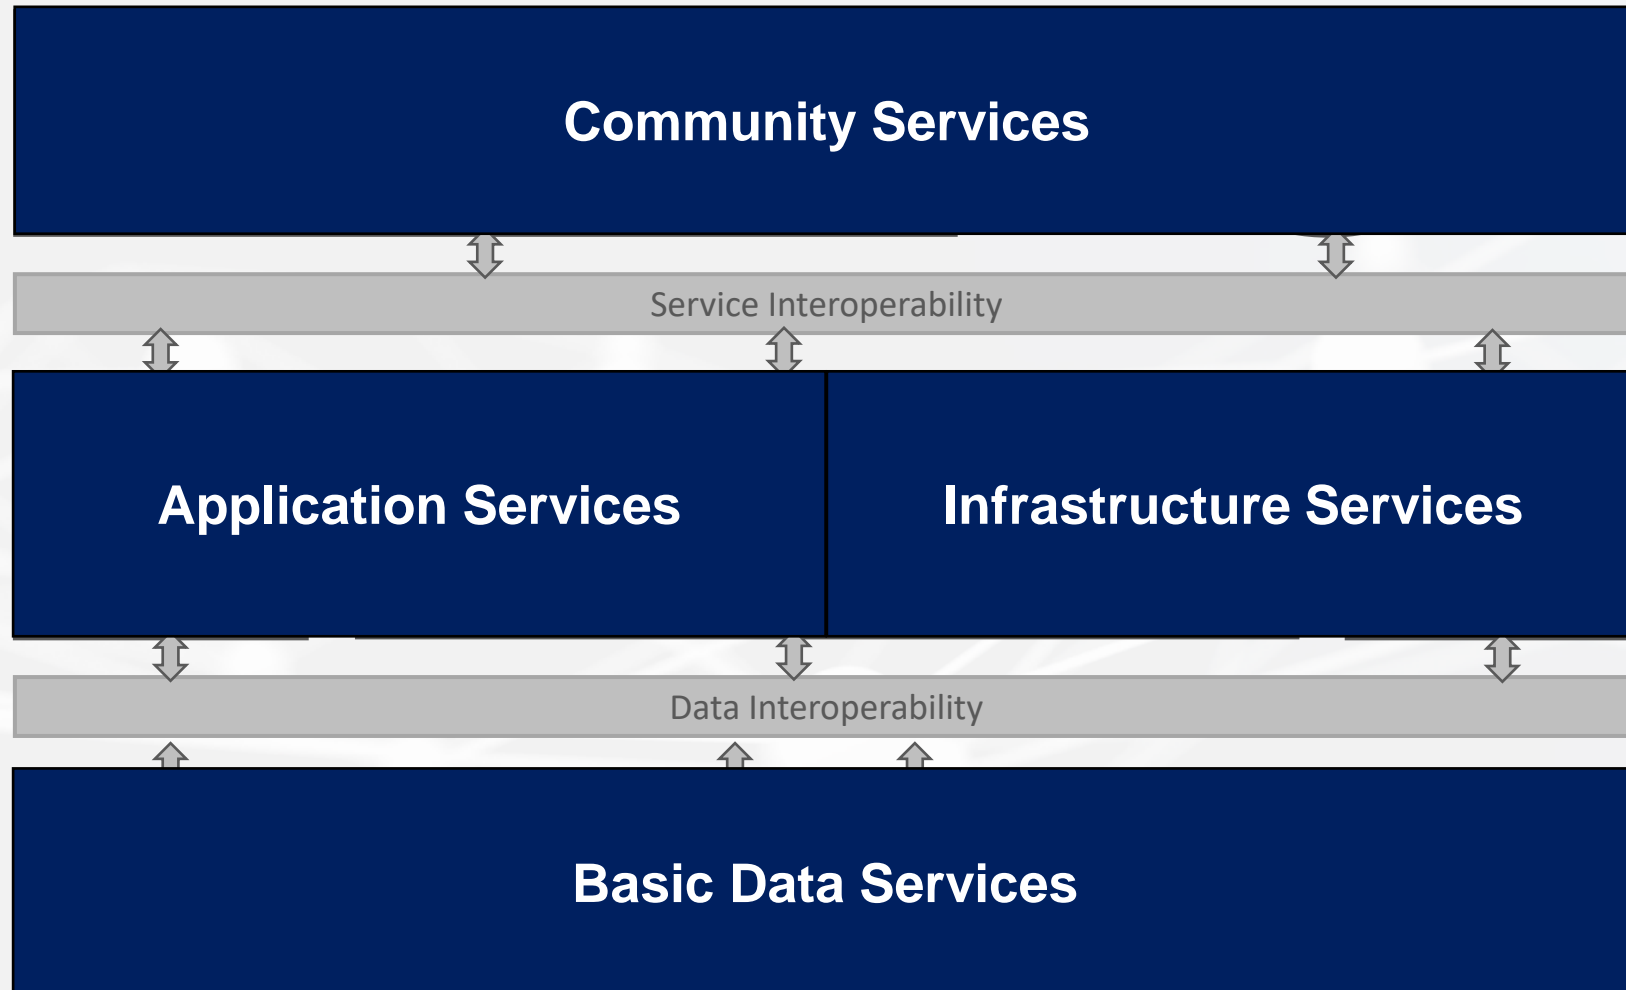 Community Services
Service Interoperability
Application Services
Infrastructure Services
Data Interoperability
Basic Data Services